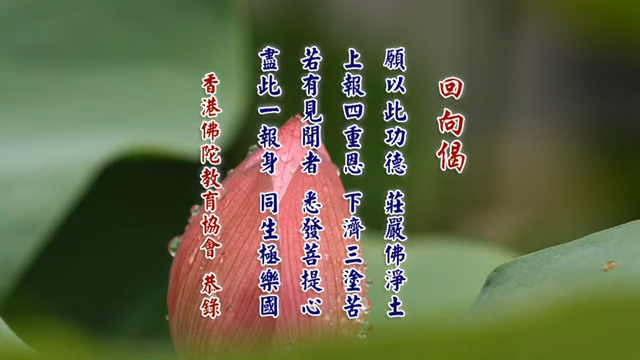 回向偈
願以此功德 莊嚴佛淨土
上報四重恩 下濟三塗苦
若有見聞者 悉發菩提心
盡此一報身 同生極樂國
香港佛陀教育協會 恭錄